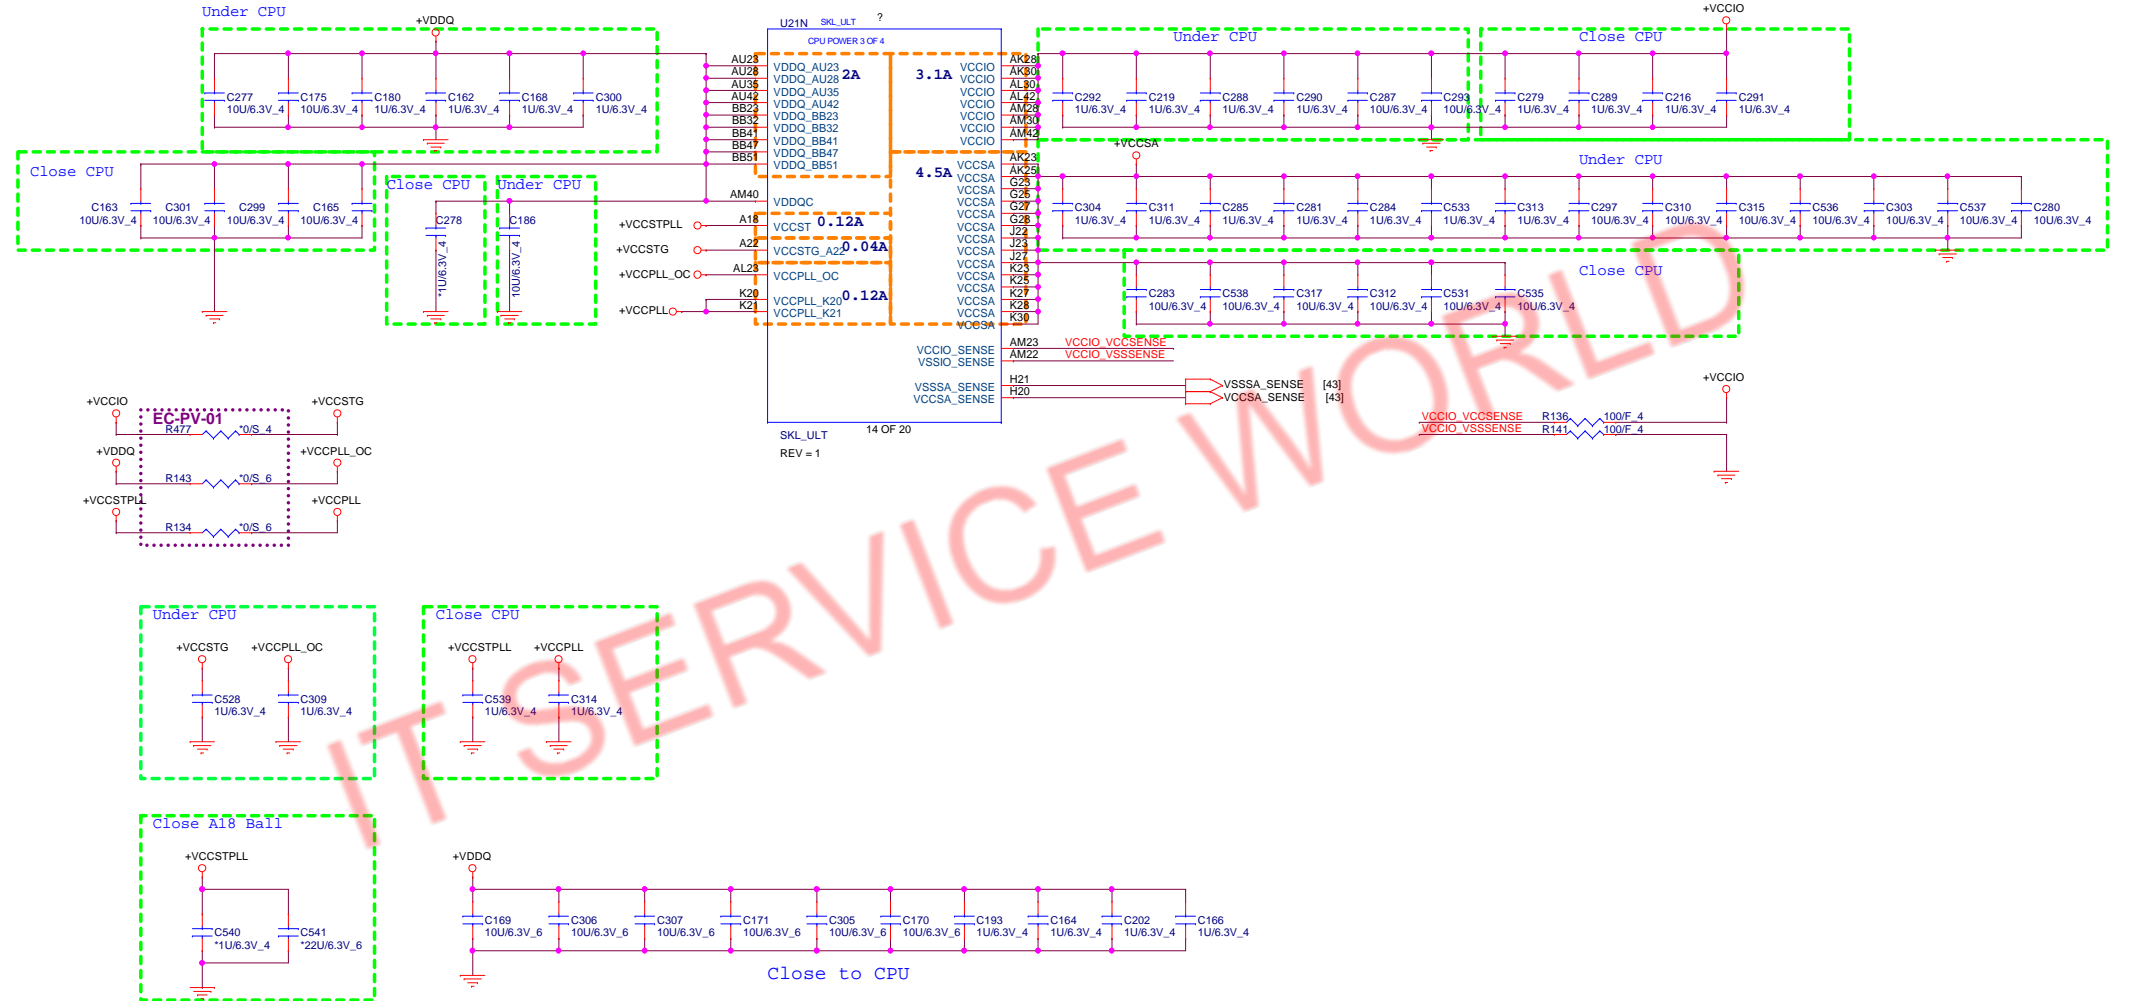 Under CPU
+VDDQ
C277
10U/6.3V_4
C175
10U/6.3V_4
C180
1U/6.3V_4
C162
1U/6.3V_4
C168
10U/6.3V_4
C300
1U/6.3V_4
Close CPU
C163
10U/6.3V_4
C301
10U/6.3V_4
C299
10U/6.3V_4
C165
10U/6.3V_4
Close CPU
C278
*1U/6.3V_4
Under CPU
C186
10U/6.3V_4
U21N SKL_ULT ?
CPU POWER 3 OF 4
AU23 VDDQ_AU23
AU28 VDDQ_AU28
AU35 VDDQ_AU35
AU42 VDDQ_AU42
BB23 VDDQ_BB23
BB32 VDDQ_BB32
BB41 VDDQ_BB41
BB47 VDDQ_BB47
BB51 VDDQ_BB51
2A
AM40 VDDQC
+VCCSTPLL A18 VCCST 0.12A
+VCCSTG A22 VCCSTG_A22 0.04A
+VCCPLL_OC AL23 VCCPLL_OC
K20 VCCPLL_K20 0.12A
+VCCPLL K21 VCCPLL_K21
3.1A
VCCIO AK28
VCCIO AK30
VCCIO AL30
VCCIO AL42
VCCIO AM28
VCCIO AM30
VCCIO AM42
4.5A
VCCSA AK23
VCCSA AK25
VCCSA G23
VCCSA G25
VCCSA G27
VCCSA G28
VCCSA J22
VCCSA J23
VCCSA J27
VCCSA K23
VCCSA K25
VCCSA K27
VCCSA K28
VCCSA K30
VCCIO_SENSE AM23 VCCIO_VCCSENSE
VSSIO_SENSE AM22 VCCIO_VSSSENSE
VSSSA_SENSE H21 VSSSA_SENSE [43]
VCCSA_SENSE H20 VCCSA_SENSE [43]
SKL_ULT
REV = 1
14 OF 20
Under CPU
C292
1U/6.3V_4
C219
1U/6.3V_4
C288
1U/6.3V_4
C290
1U/6.3V_4
C287
10U/6.3V_4
C293
10U/6.3V_4
+VCCIO
Close CPU
C279
1U/6.3V_4
C289
1U/6.3V_4
C216
1U/6.3V_4
C291
1U/6.3V_4
+VCCSA
Under CPU
C304
1U/6.3V_4
C311
1U/6.3V_4
C285
1U/6.3V_4
C281
1U/6.3V_4
C284
1U/6.3V_4
C533
1U/6.3V_4
C313
1U/6.3V_4
C297
10U/6.3V_4
C310
10U/6.3V_4
C315
10U/6.3V_4
C536
10U/6.3V_4
C303
10U/6.3V_4
C537
10U/6.3V_4
C280
10U/6.3V_4
Close CPU
C283
10U/6.3V_4
C538
10U/6.3V_4
C317
10U/6.3V_4
C312
10U/6.3V_4
C531
10U/6.3V_4
C535
10U/6.3V_4
+VCCIO
VCCIO_VCCSENSE R136 100/F_4
VCCIO_VSSSENSE R141 100/F_4
EC-PV-01
+VCCIO R477 *0/S_4 +VCCSTG
+VDDQ R143 *0/S_6 +VCCPLL_OC
+VCCSTPLL R134 *0/S_6 +VCCPLL
Under CPU
+VCCSTG
C528
1U/6.3V_4
+VCCPLL_OC
C309
1U/6.3V_4
Close CPU
+VCCSTPLL
C539
1U/6.3V_4
+VCCPLL
C314
1U/6.3V_4
Close A18 Ball
+VCCSTPLL
C540
*1U/6.3V_4
C541
*22U/6.3V_6
+VDDQ
C169
10U/6.3V_6
C306
10U/6.3V_6
C307
10U/6.3V_6
C171
10U/6.3V_6
C305
10U/6.3V_6
C170
10U/6.3V_6
C193
1U/6.3V_4
C164
1U/6.3V_4
C202
1U/6.3V_4
C166
1U/6.3V_4
Close to CPU
IT SERVICE WORLD